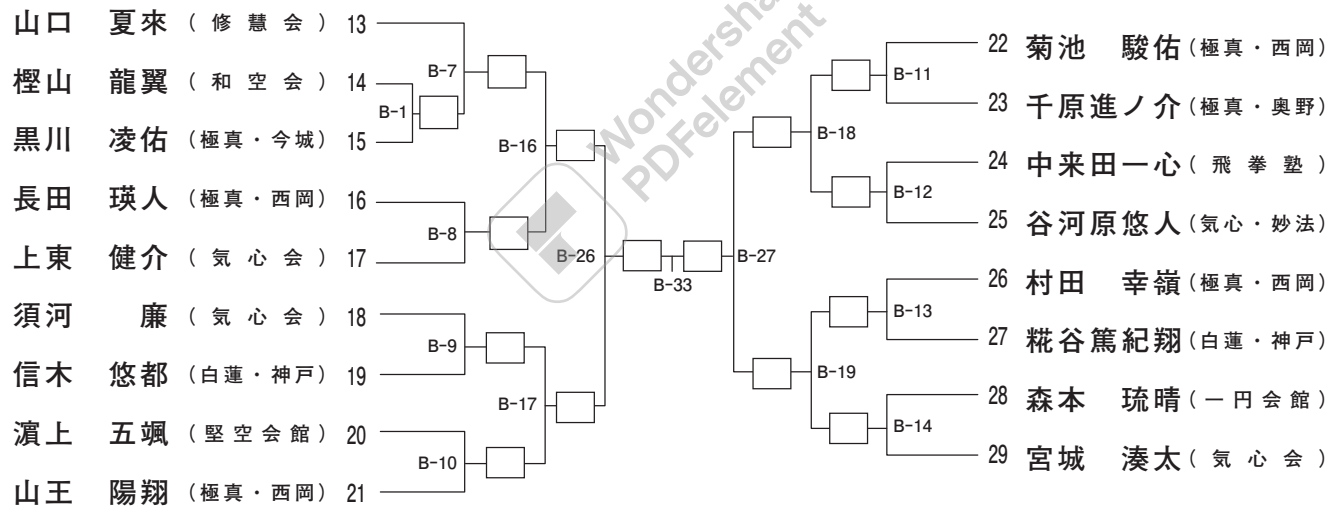 山口 夏來 （修慧会） 13
樫山 龍翼 （和空会） 14
黒川 凌佑 （極真・今城） 15
長田 瑛人 （極真・西岡） 16
上東 健介 （気心会） 17
須河 廉 （気心会） 18
信木 悠都 （白蓮・神戸） 19
濵上 五颯 （堅空会館） 20
山王 陽翔 （極真・西岡） 21
B-7
B-1
B-16
B-8
B-26
B-9
B-17
B-10
B-33
Wondershare
PDFelement
B-11
B-18
B-12
B-27
B-13
B-19
B-14
22 菊池 駿佑 （極真・西岡）
23 千原進ノ介 （極真・奥野）
24 中来田一心 （飛拳塾）
25 谷河原悠人 （気心・妙法）
26 村田 幸嶺 （極真・西岡）
27 糀谷篤紀翔 （白蓮・神戸）
28 森本 琉晴 （一円会館）
29 宮城 湊太 （気心会）